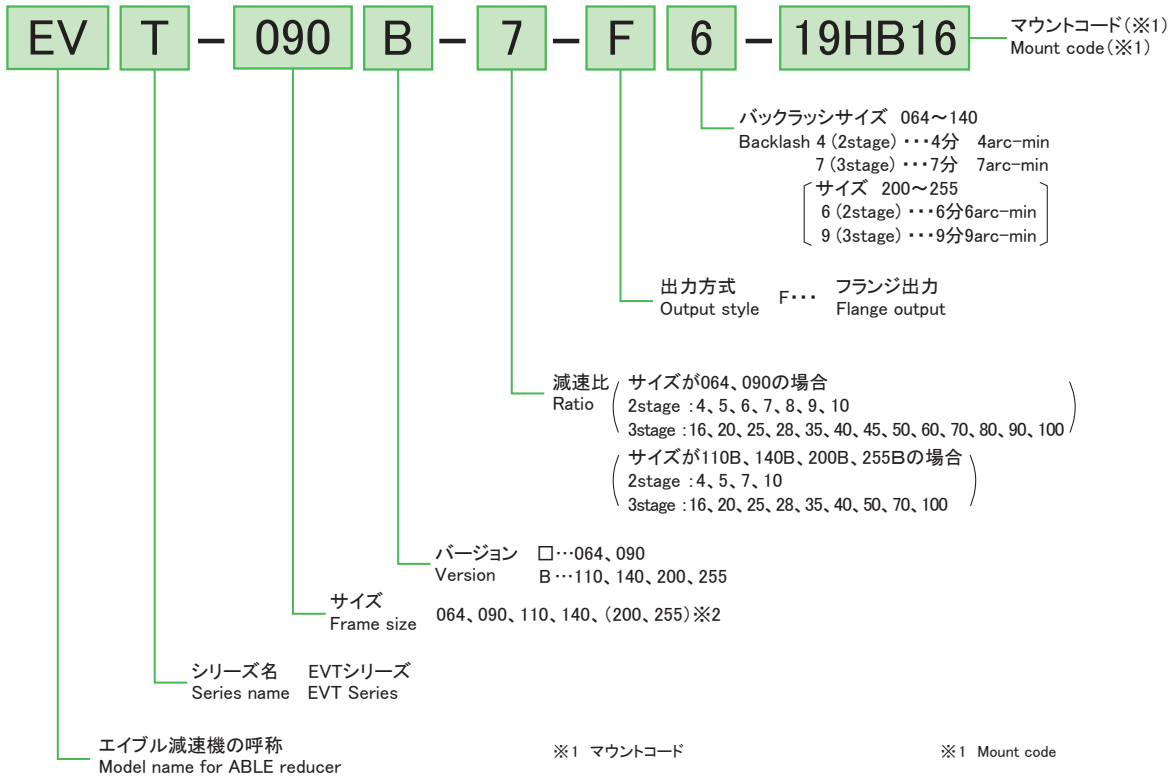 EV T - 090 B - 7 - F 6 - 19HB16
マウントコード(※1)
Mount code(※1)
バックラッシサイズ 064～140
Backlash 4 (2stage) ・・・4分 4arc-min
7 (3stage) ・・・7分 7arc-min
サイズ 200～255
6 (2stage) ・・・6分6arc-min
9 (3stage) ・・・9分9arc-min
出力方式 F・・・ フランジ出力
Output style Flange output
減速比 サイズが064、090の場合
Ratio 2stage :4、5、6、7、8、9、10
3stage :16、20、25、28、35、40、45、50、60、70、80、90、100
サイズが110B、140B、200B、255Bの場合
2stage :4、5、7、10
3stage :16、20、25、28、35、40、50、70、100
バージョン □…064、090
Version B…110、140、200、255
サイズ
Frame size 064、090、110、140、(200、255)※2
シリーズ名 EVTシリーズ
Series name EVT Series
エイブル減速機の呼称
Model name for ABLE reducer
※1 マウントコード ※1 Mount code